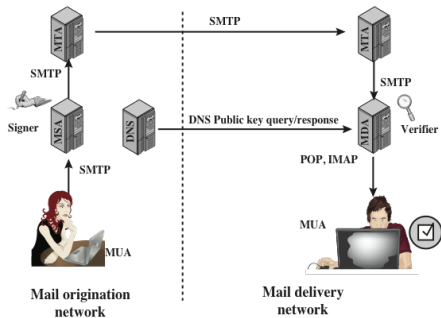 SMTP
MTA
MTA
SMTP
SMTP
Signer
MSA
DNS
DNS Public key query/response
MDA
Verifier
SMTP
POP, IMAP
MUA
MUA
Mail origination
network
Mail delivery
network